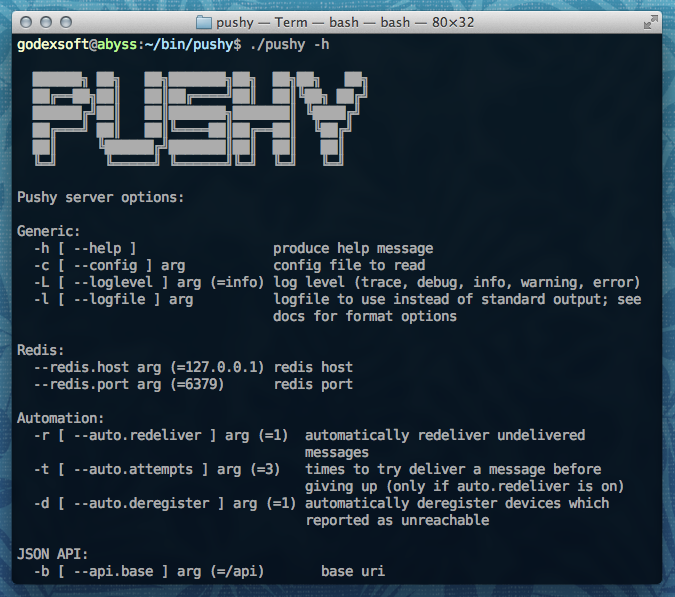 pushy — Term — bash — bash — 80×32
godexsoft@abyss:~/bin/pushy$ ./pushy -h
PUSHY
Pushy server options:
Generic:
-h [ --help ] produce help message
-c [ --config ] arg config file to read
-L [ --loglevel ] arg (=info) log level (trace, debug, info, warning, error)
-l [ --logfile ] arg logfile to use instead of standard output; see
docs for format options
Redis:
--redis.host arg (=127.0.0.1) redis host
--redis.port arg (=6379) redis port
Automation:
-r [ --auto.redeliver ] arg (=1) automatically redeliver undelivered
messages
-t [ --auto.attempts ] arg (=3) times to try deliver a message before
giving up (only if auto.redeliver is on)
-d [ --auto.deregister ] arg (=1) automatically deregister devices which
reported as unreachable
JSON API:
-b [ --api.base ] arg (=/api) base uri